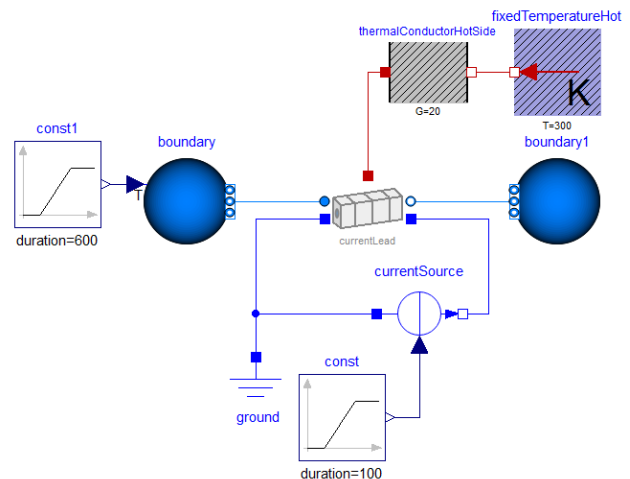 fixedTemperatureHot
thermalConductorHotSide
K
G=20
T=300
const1
boundary
boundary1
T
duration=600
currentLead
currentSource
const
ground
duration=100